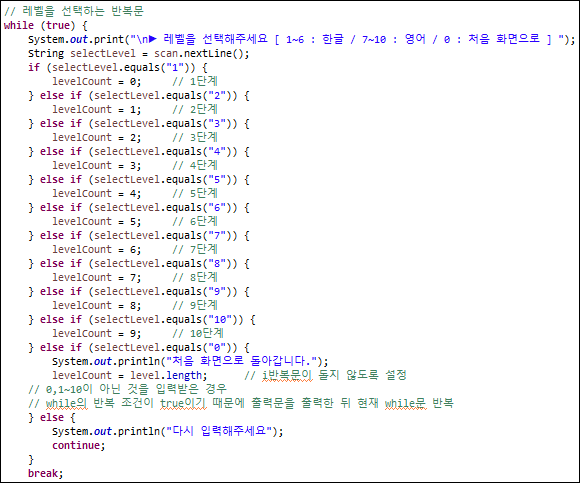 // 레벨을 선택하는 반복문
while (true) {
    System.out.print("\n▶ 레벨을 선택해주세요 [ 1~6 : 한글 / 7~10 : 영어 / 0 : 처음 화면으로 ] ");
    String selectLevel = scan.nextLine();
    if (selectLevel.equals("1")) {
        levelCount = 0;     // 1단계
    } else if (selectLevel.equals("2")) {
        levelCount = 1;     // 2단계
    } else if (selectLevel.equals("3")) {
        levelCount = 2;     // 3단계
    } else if (selectLevel.equals("4")) {
        levelCount = 3;     // 4단계
    } else if (selectLevel.equals("5")) {
        levelCount = 4;     // 5단계
    } else if (selectLevel.equals("6")) {
        levelCount = 5;     // 6단계
    } else if (selectLevel.equals("7")) {
        levelCount = 6;     // 7단계
    } else if (selectLevel.equals("8")) {
        levelCount = 7;     // 8단계
    } else if (selectLevel.equals("9")) {
        levelCount = 8;     // 9단계
    } else if (selectLevel.equals("10")) {
        levelCount = 9;     // 10단계
    } else if (selectLevel.equals("0")) {
        System.out.println("처음 화면으로 돌아갑니다.");
        levelCount = level.length;      // i반복문이 돌지 않도록 설정
    // 0,1~10이 아닌 것을 입력받은 경우
    // while의 반복 조건이 true이기 때문에 출력문을 출력한 뒤 현재 while문 반복
    } else {
        System.out.println("다시 입력해주세요");
        continue;
    }
    break;